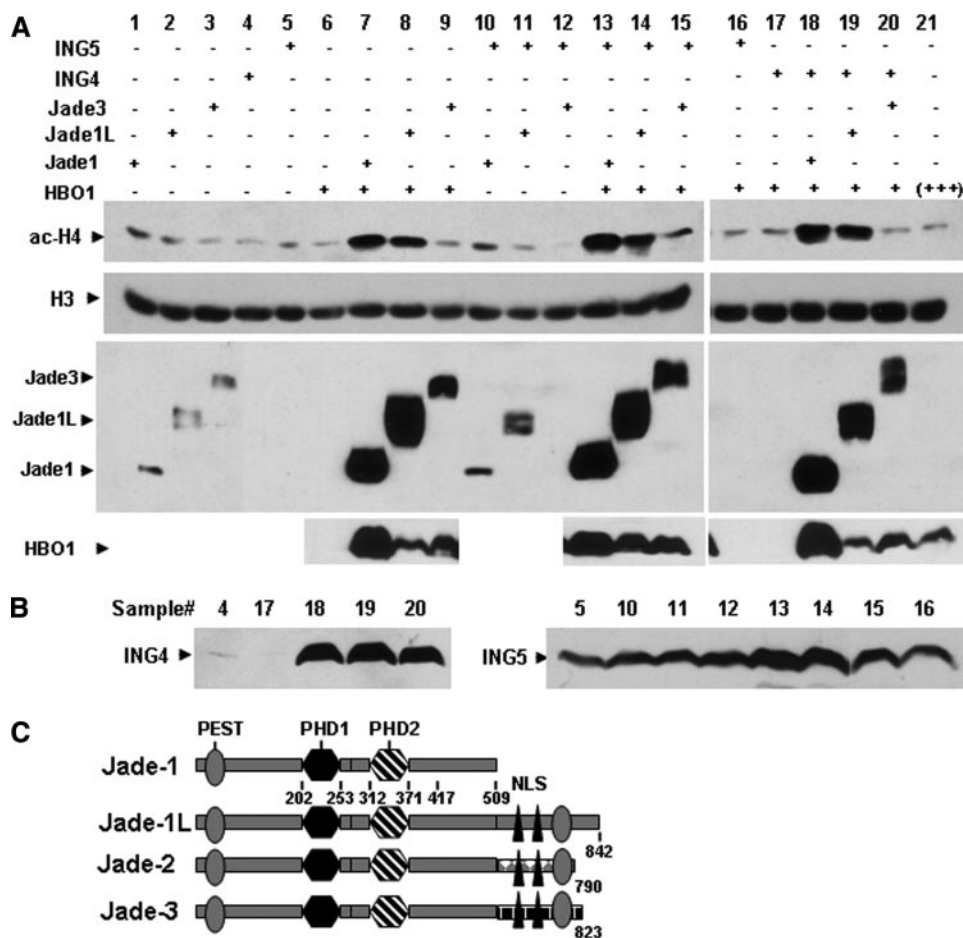 A 1 2 3 4 5 6 7 8 9 10 11 12 13 14 15 16 17 18 19 20 21
ING5 - - - - + - - - - + + + + + + + - - - - -
ING4 - - - + - - - - - - - - - - - - + + + + -
Jade3 - - + - - - - - + - - + - - + - - - - + -
Jade1L - + - - - - - + - - + - - + - - - - + - -
Jade1 + - - - - - + - - + - - + - - - - + - - -
HBO1 - - - - - + + + + - - - + + + + + + + + (+++)
ac-H4
H3
Jade3
Jade1L
Jade1
HBO1
B Sample# 4 17 18 19 20 5 10 11 12 13 14 15 16
ING4 ING5
C PEST PHD1 PHD2
Jade-1
NLS
202 253 312 371 417 509
Jade-1L
842
Jade-2
790
Jade-3
823